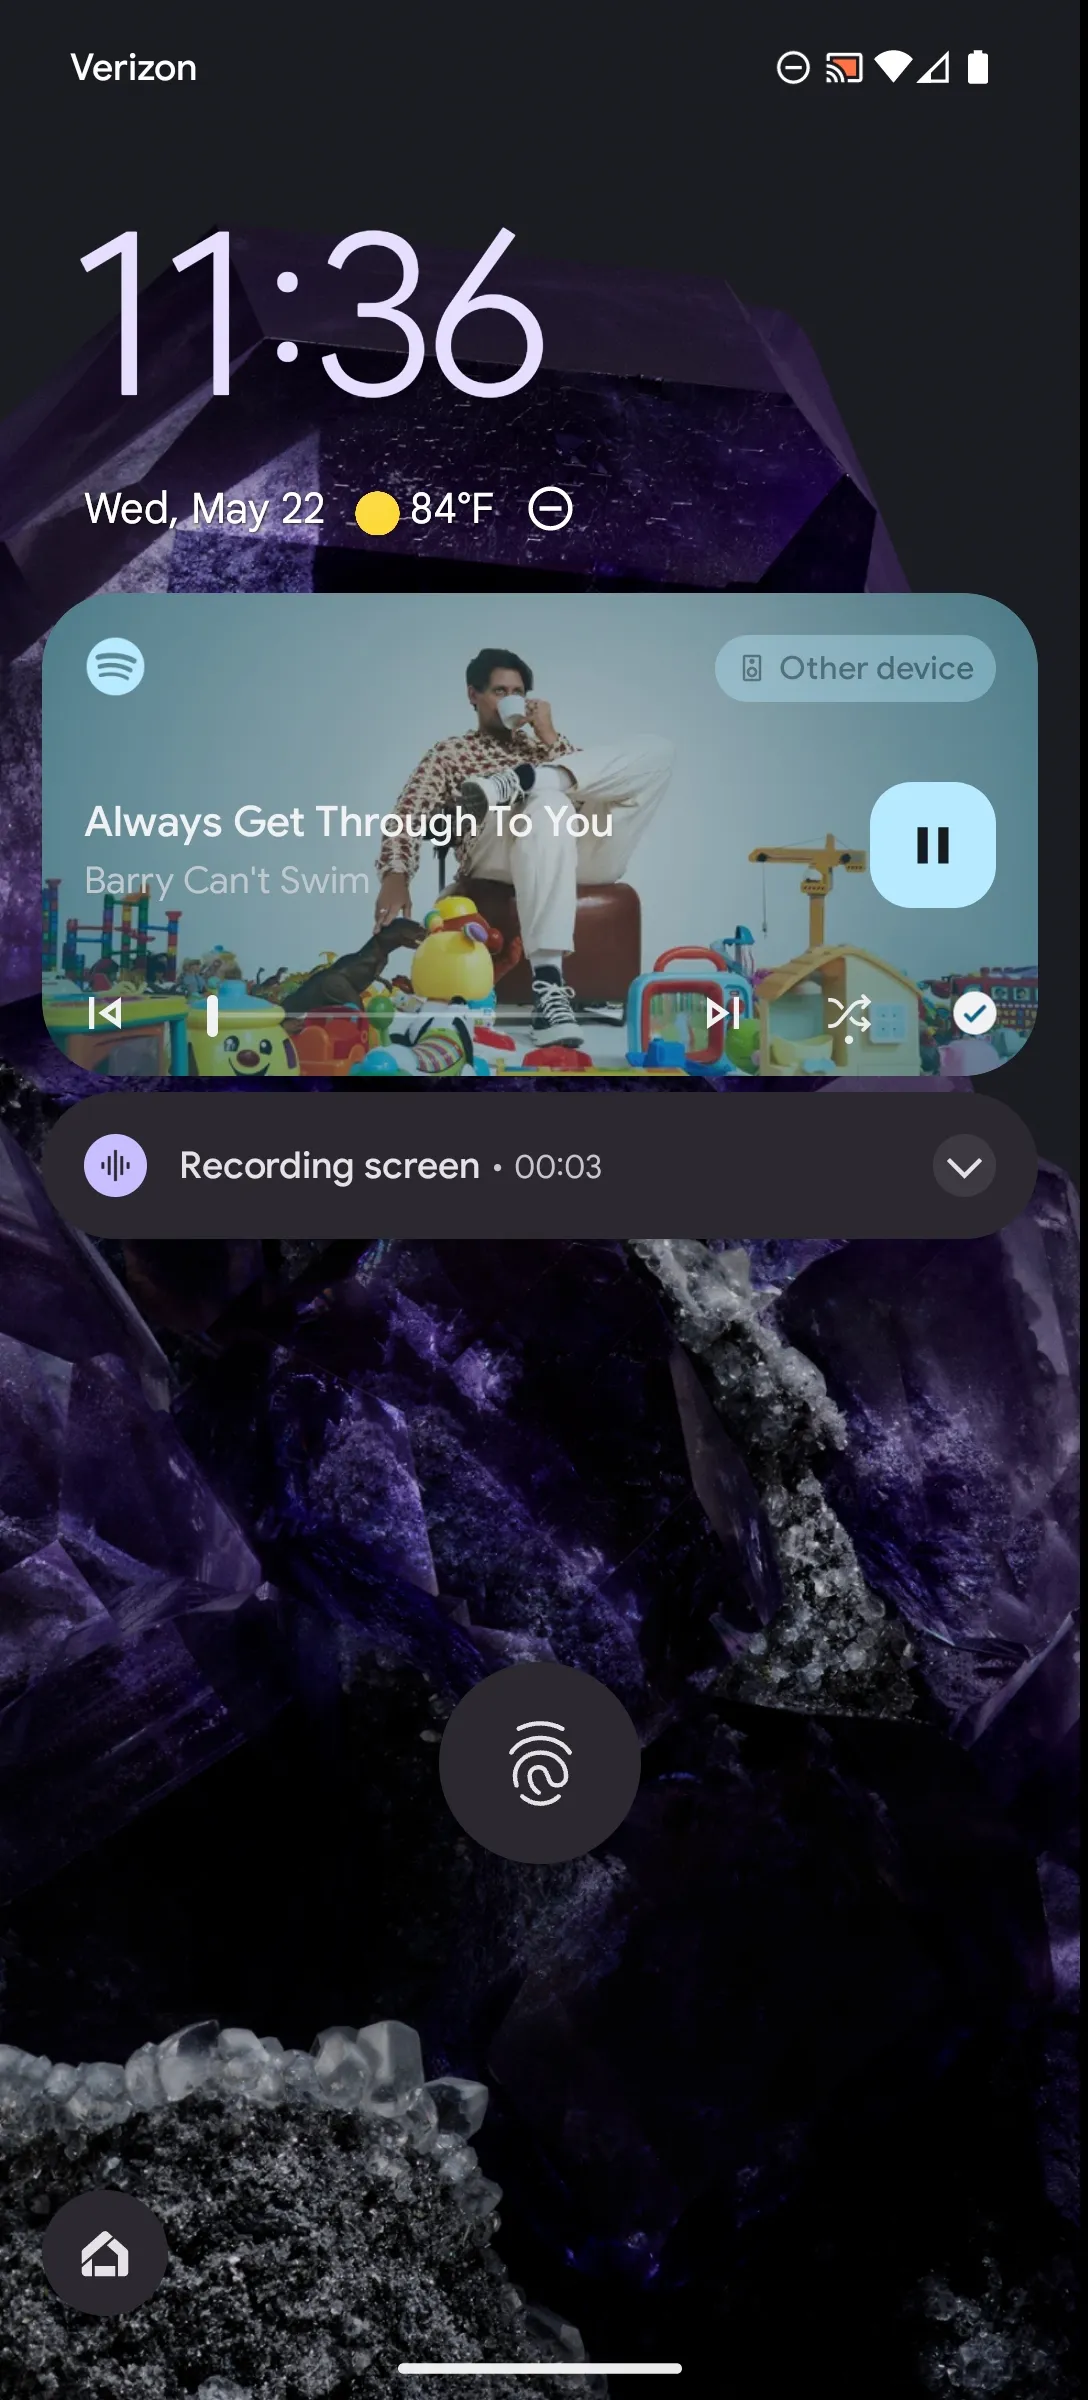 Verizon
11:36
Wed, May 22 84°F
Other device
Always Get Through To You
Barry Can't Swim
Recording screen • 00:03